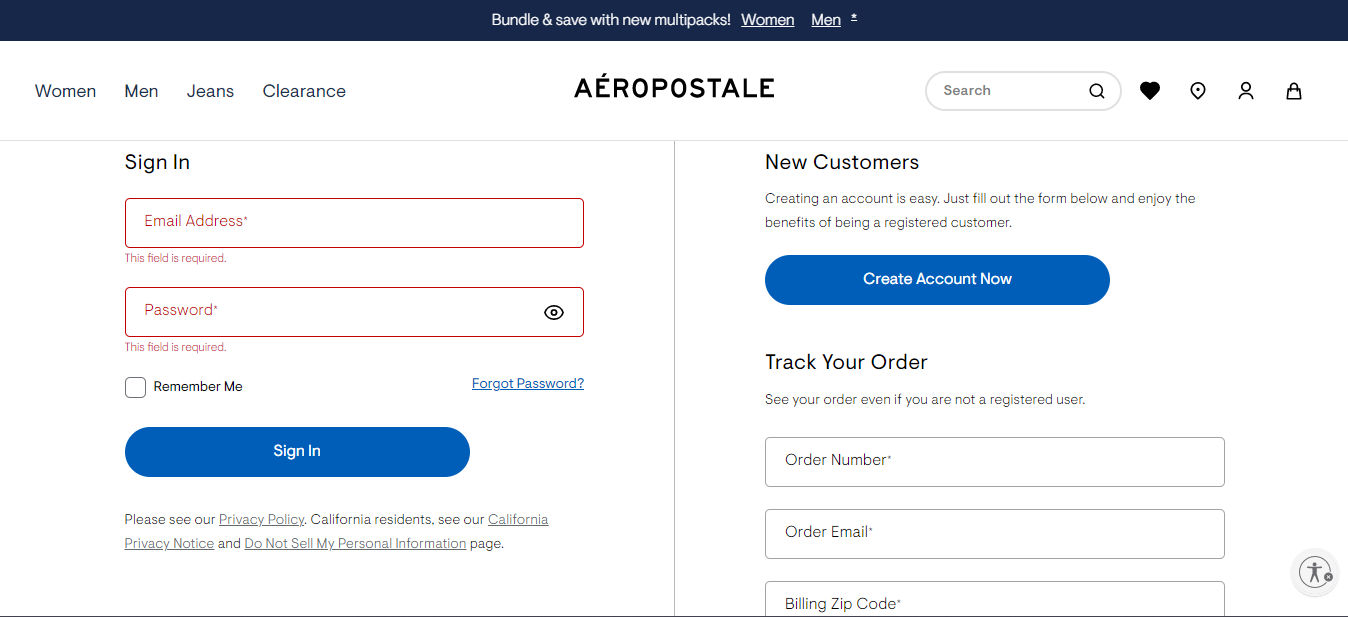 Bundle & save with new multipacks! Women Men *
Women Men Jeans Clearance
AÉROPOSTALE
Search
Sign In
Email Address*
This field is required.
Password*
This field is required.
Remember Me
Forgot Password?
Sign In
Please see our Privacy Policy. California residents, see our California
Privacy Notice and Do Not Sell My Personal Information page.
New Customers
Creating an account is easy. Just fill out the form below and enjoy the
benefits of being a registered customer.
Create Account Now
Track Your Order
See your order even if you are not a registered user.
Order Number*
Order Email*
Billing Zip Code*